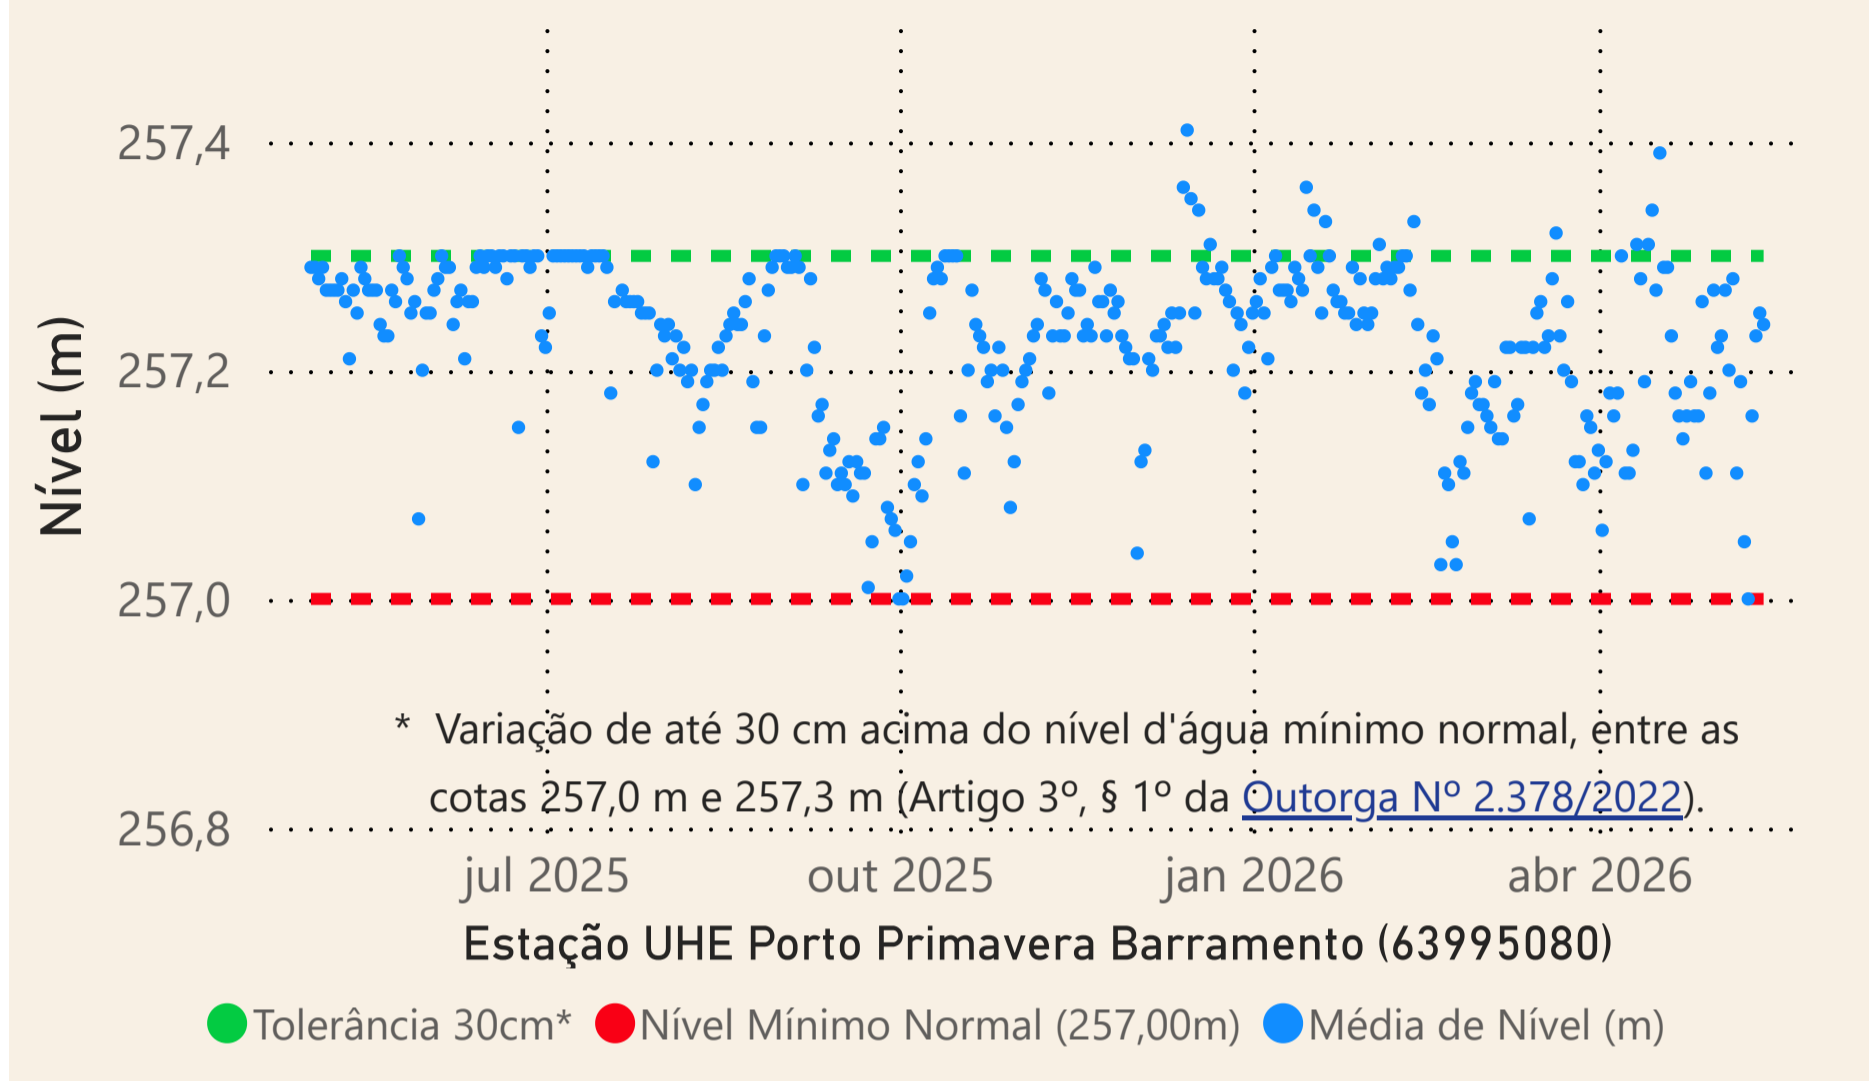 257,4
257,2
257,0
256,8
Nível (m)
* Variação de até 30 cm acima do nível d'água mínimo normal, entre as
cotas 257,0 m e 257,3 m (Artigo 3º, § 1º da Outorga Nº 2.378/2022).
jul 2025 out 2025 jan 2026 abr 2026
Estação UHE Porto Primavera Barramento (63995080)
Tolerância 30cm* Nível Mínimo Normal (257,00m) Média de Nível (m)